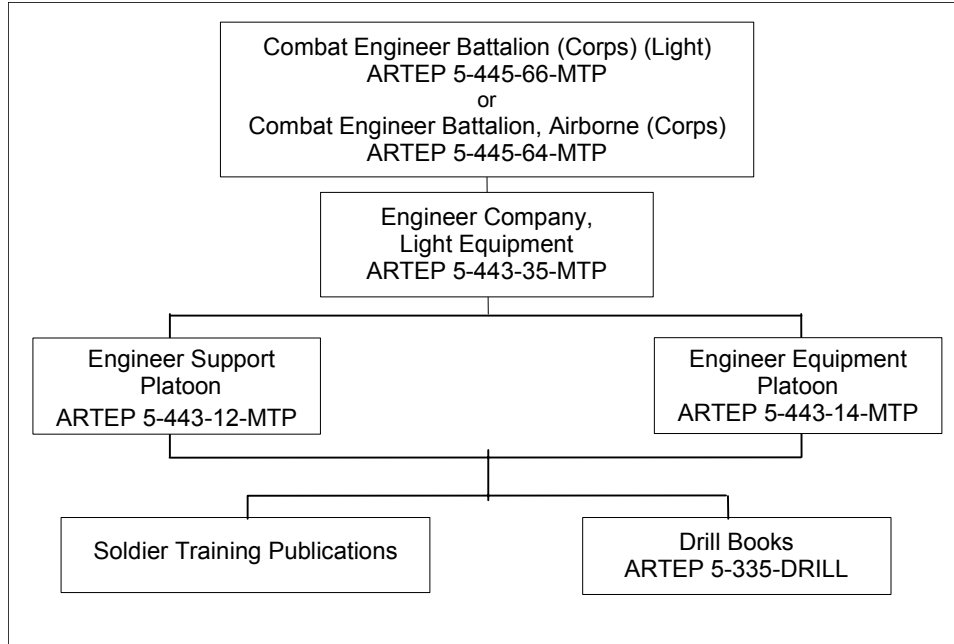 Combat Engineer Battalion (Corps) (Light)
ARTEP 5-445-66-MTP
or
Combat Engineer Battalion, Airborne (Corps)
ARTEP 5-445-64-MTP
Engineer Company,
Light Equipment
ARTEP 5-443-35-MTP
Engineer Support
Platoon
ARTEP 5-443-12-MTP
Engineer Equipment
Platoon
ARTEP 5-443-14-MTP
Soldier Training Publications
Drill Books
ARTEP 5-335-DRILL